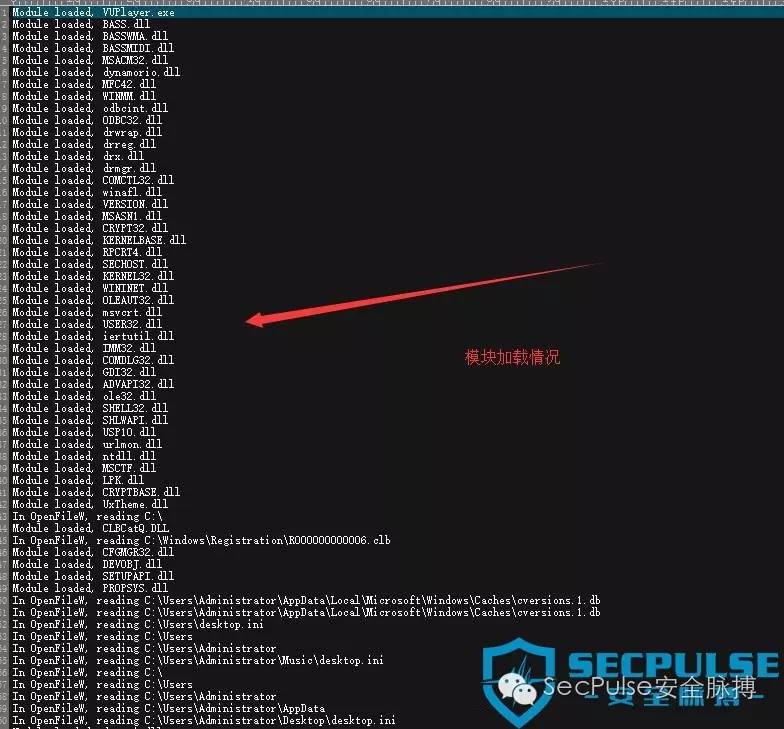 Module loaded, VUPlayer.exe
Module loaded, BASS.dll
Module loaded, BASSWMA.dll
Module loaded, BASSMIDI.dll
Module loaded, MSACM32.dll
Module loaded, dynamorio.dll
Module loaded, MFC42.dll
Module loaded, WINMM.dll
Module loaded, odbcint.dll
Module loaded, ODBC32.dll
Module loaded, drwrap.dll
Module loaded, drreg.dll
Module loaded, drx.dll
Module loaded, drmgr.dll
Module loaded, COMCTL32.dll
Module loaded, winafl.dll
Module loaded, VERSION.dll
Module loaded, MSASN1.dll
Module loaded, CRYPT32.dll
Module loaded, KERNELBASE.dll
Module loaded, RPCRT4.dll
Module loaded, SECHOST.dll
Module loaded, KERNEL32.dll
Module loaded, WININET.dll
Module loaded, OLEAUT32.dll
Module loaded, msvcrt.dll
Module loaded, USER32.dll
Module loaded, iertutil.dll
Module loaded, IMM32.dll
Module loaded, COMDLG32.dll
Module loaded, GDI32.dll
Module loaded, ADVAPI32.dll
Module loaded, ole32.dll
Module loaded, SHELL32.dll
Module loaded, SHLWAPI.dll
Module loaded, USP10.dll
Module loaded, urlmon.dll
Module loaded, ntdll.dll
Module loaded, MSCTF.dll
Module loaded, LPK.dll
Module loaded, CRYPTBASE.dll
Module loaded, UxTheme.dll
In OpenFileW, reading C:\
Module loaded, CLBCatQ.DLL
In OpenFileW, reading C:\Windows\Registration\R000000000006.clb
Module loaded, CFGMGR32.dll
Module loaded, DEVOBJ.dll
Module loaded, SETUPAPI.dll
Module loaded, PROPSYS.dll
In OpenFileW, reading C:\Users\Administrator\AppData\Local\Microsoft\Windows\Caches\cversions.1.db
In OpenFileW, reading C:\Users\Administrator\AppData\Local\Microsoft\Windows\Caches\cversions.1.db
In OpenFileW, reading C:\Users\desktop.ini
In OpenFileW, reading C:\Users
In OpenFileW, reading C:\Users\Administrator
In OpenFileW, reading C:\Users\Administrator\Music\desktop.ini
In OpenFileW, reading C:\
In OpenFileW, reading C:\Users
In OpenFileW, reading C:\Users\Administrator
In OpenFileW, reading C:\Users\Administrator\AppData
In OpenFileW, reading C:\Users\Administrator\Desktop\desktop.ini
模块加载情况
SECPULSE
安全脉搏
SecPulse安全脉搏